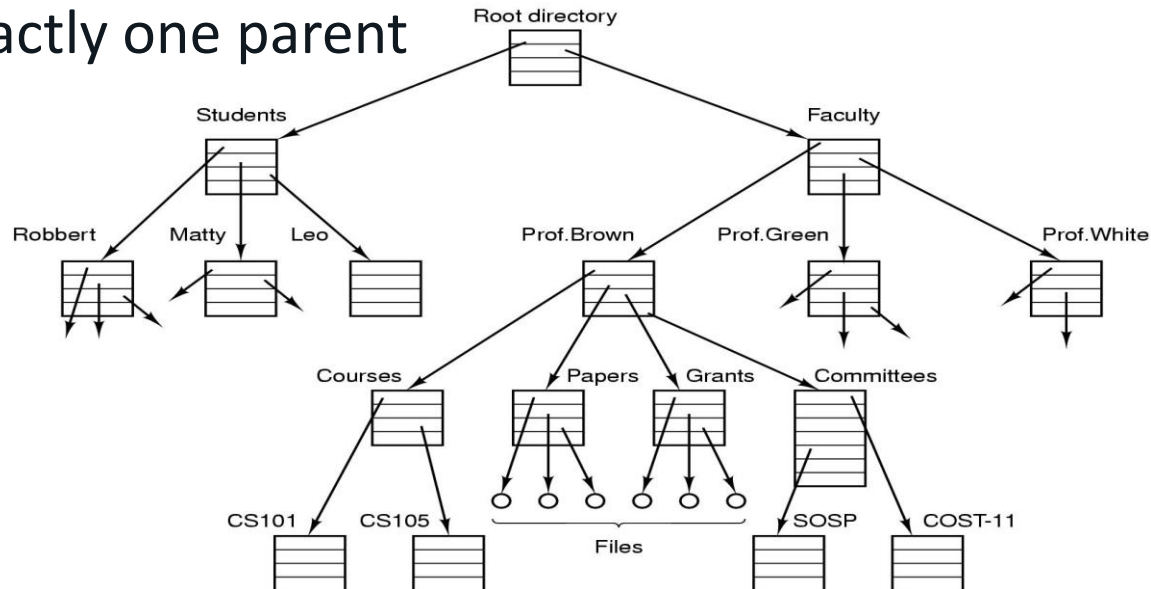 Root directory
actly one parent
Students
Faculty
Robbert
Matty
Leo
Prof.Brown
Prof.Green
Prof.White
Courses
Papers
Grants
Committees
CS101
CS105
Files
SOSP
COST-11